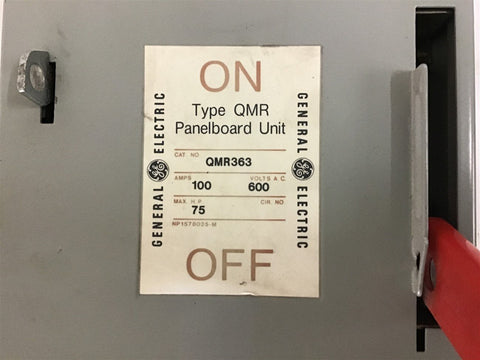 ON
Type QMR
Panelboard Unit
CAT. NO.
QMR363
AMPS VOLTS A C
100 600
MAX. H.P. CIR. NO.
75
NP1578025-M
OFF
GENERAL ELECTRIC
GENERAL ELECTRIC